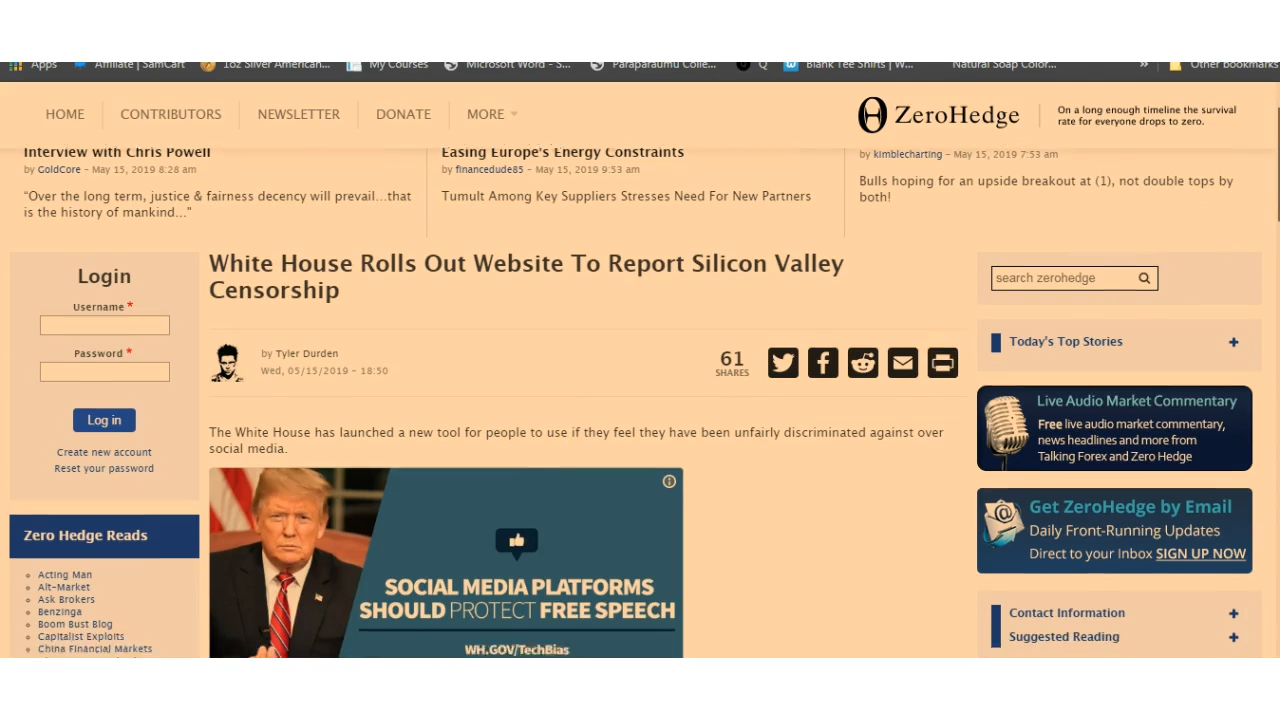 Apps Affiliate | SamCart 1oz Silver American... My Courses Microsoft Word - S... Paraparaumu Colle... Q Blank Tee Shirts | W... Natural Soap Color... » Other bookmarks
HOME CONTRIBUTORS NEWSLETTER DONATE MORE
ZeroHedge
On a long enough timeline the survival
rate for everyone drops to zero.
Interview with Chris Powell
by GoldCore - May 15, 2019 8:28 am
“Over the long term, justice & fairness decency will prevail...that
is the history of mankind..."
Easing Europe's Energy Constraints
by financedude85 - May 15, 2019 9:53 am
Tumult Among Key Suppliers Stresses Need For New Partners
by kimblecharting - May 15, 2019 7:53 am
Bulls hoping for an upside breakout at (1), not double tops by
both!
Login
Username *
Password *
Log in
Create new account
Reset your password
Zero Hedge Reads
Acting Man
Alt-Market
Ask Brokers
Benzinga
Boom Bust Blog
Capitalist Exploits
China Financial Markets
White House Rolls Out Website To Report Silicon Valley
Censorship
by Tyler Durden
Wed, 05/15/2019 - 18:50
61
SHARES
The White House has launched a new tool for people to use if they feel they have been unfairly discriminated against over
social media.
SOCIAL MEDIA PLATFORMS
SHOULD PROTECT FREE SPEECH
WH.GOV/TechBias
search zerohedge
Today's Top Stories +
Live Audio Market Commentary
Free live audio market commentary,
news headlines and more from
Talking Forex and Zero Hedge
Get ZeroHedge by Email
Daily Front-Running Updates
Direct to your Inbox SIGN UP NOW
Contact Information +
Suggested Reading +